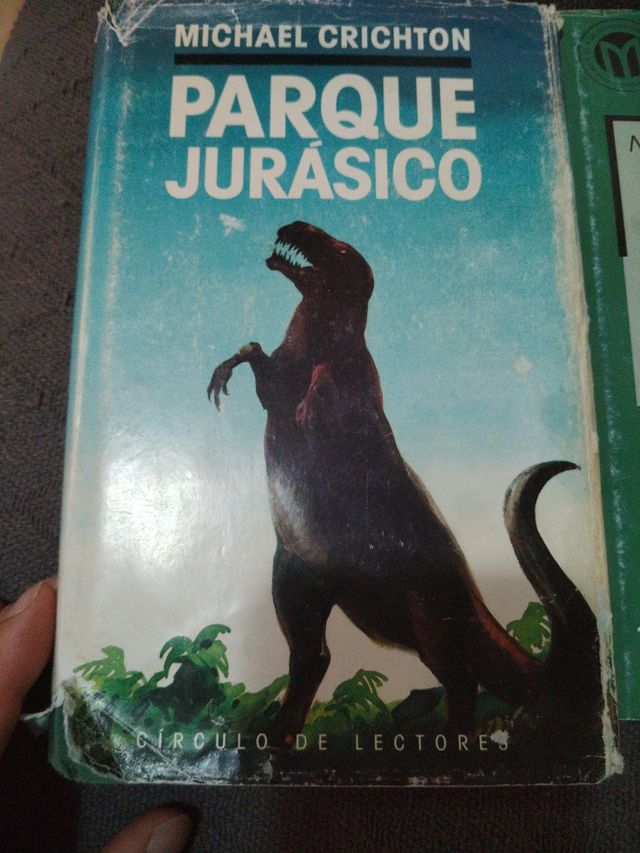 MICHAEL CRICHTON
PARQUE
JURÁSICO
CÍRCULO DE LECTORES